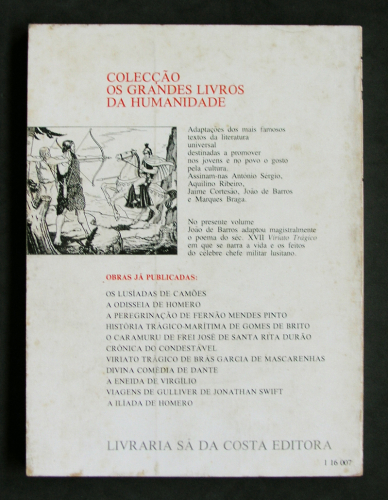 COLECÇÃO
OS GRANDES LIVROS
DA HUMANIDADE
Adaptações dos mais famosos
textos da literatura
universal
destinadas a promover
nos jovens e no povo o gosto
pela cultura.
Assinam-nas António Sérgio,
Aquilino Ribeiro,
Jaime Cortesão, João de Barros
e Marques Braga.
No presente volume
João de Barros adaptou magistralmente
o poema do séc. XVII Viriato Trágico
em que se narra a vida e os feitos
do celebre chefe militar lusitano.
OBRAS JÁ PUBLICADAS:
OS LUSÍADAS DE CAMÕES
A ODISSEIA DE HOMERO
A PEREGRINAÇÃO DE FERNÃO MENDES PINTO
HISTÓRIA TRÁGICO-MARÍTIMA DE GOMES DE BRITO
O CARAMURU DE FREI JOSÉ DE SANTA RITA DURÃO
CRÓNICA DO CONDESTÁVEL
VIRIATO TRÁGICO DE BRÁS GARCIA DE MASCARENHAS
DIVINA COMÉDIA DE DANTE
A ENEIDA DE VIRGÍLIO
VIAGENS DE GULLIVER DE JONATHAN SWIFT
A ILÍADA DE HOMERO
LIVRARIA SÁ DA COSTA EDITORA
1 16 007